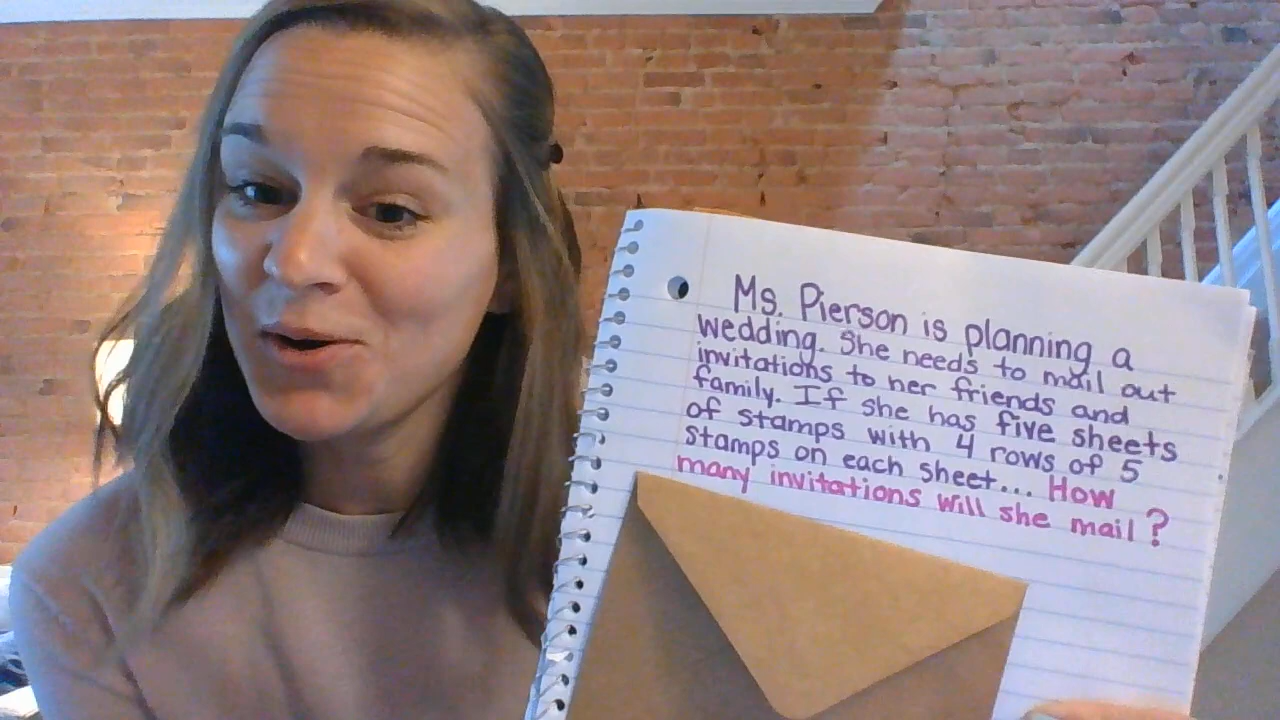 Ms. Pierson is planning a
wedding. She needs to mail out
invitations to her friends and
family. If she has five sheets
of stamps with 4 rows of 5
stamps on each sheet... How
many invitations will she mail?